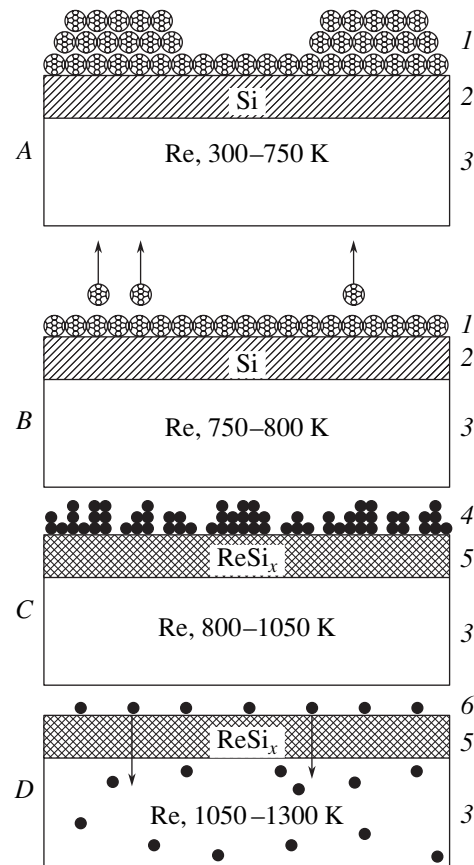 1
Si 2
A Re, 300–750 K 3
1
Si 2
B Re, 750–800 K 3
4
ReSiₓ 5
C Re, 800–1050 K 3
6
ReSiₓ 5
D Re, 1050–1300 K 3